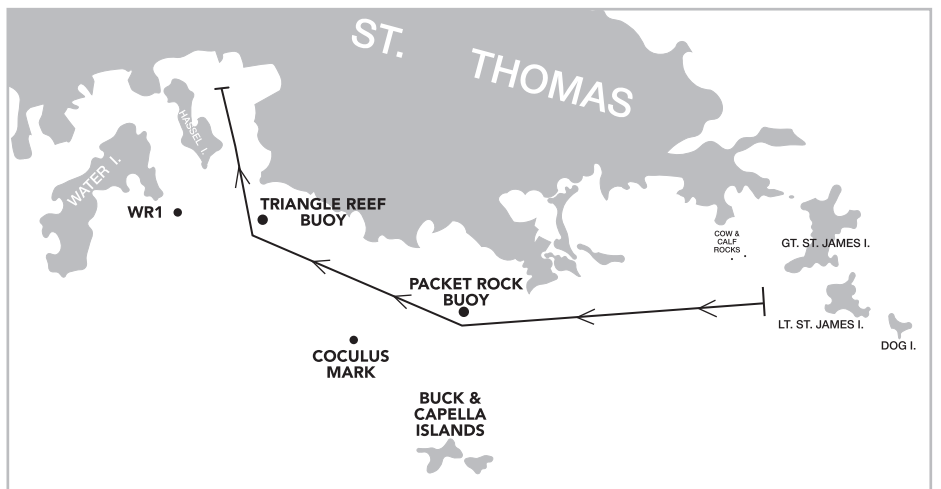 ST. THOMAS
HASSEL I.
WATER I.
WR1
TRIANGLE REEF
BUOY
COW &
CALF
ROCKS
GT. ST. JAMES I.
PACKET ROCK
BUOY
LT. ST. JAMES I.
DOG I.
COCULUS
MARK
BUCK &
CAPELLA
ISLANDS